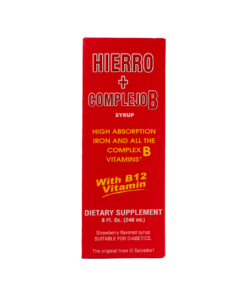 HIERRO
+
COMPLEJO B
SYRUP
HIGH ABSORPTION
IRON AND ALL THE
COMPLEX B
VITAMINS*
With B12
Vitamin
DIETARY SUPPLEMENT
8 Fl. Oz. (240 mL.)
Strawberry flavored syrup
SUITABLE FOR DIABETICS.
The original from El Salvador!